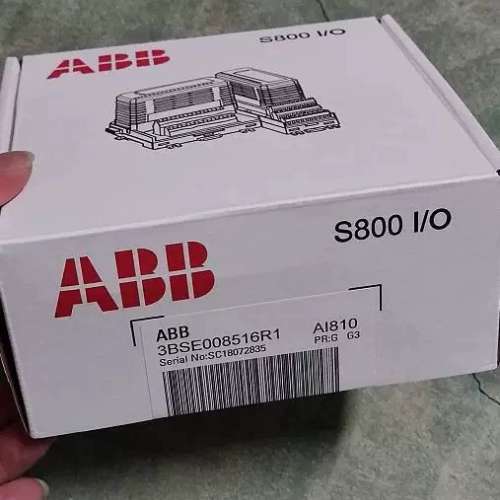 ABB
S800 I/O
ABB
S800 I/O
ABB
3BSE008516R1 AI810
Serial No:SC18072835 PR:G G3